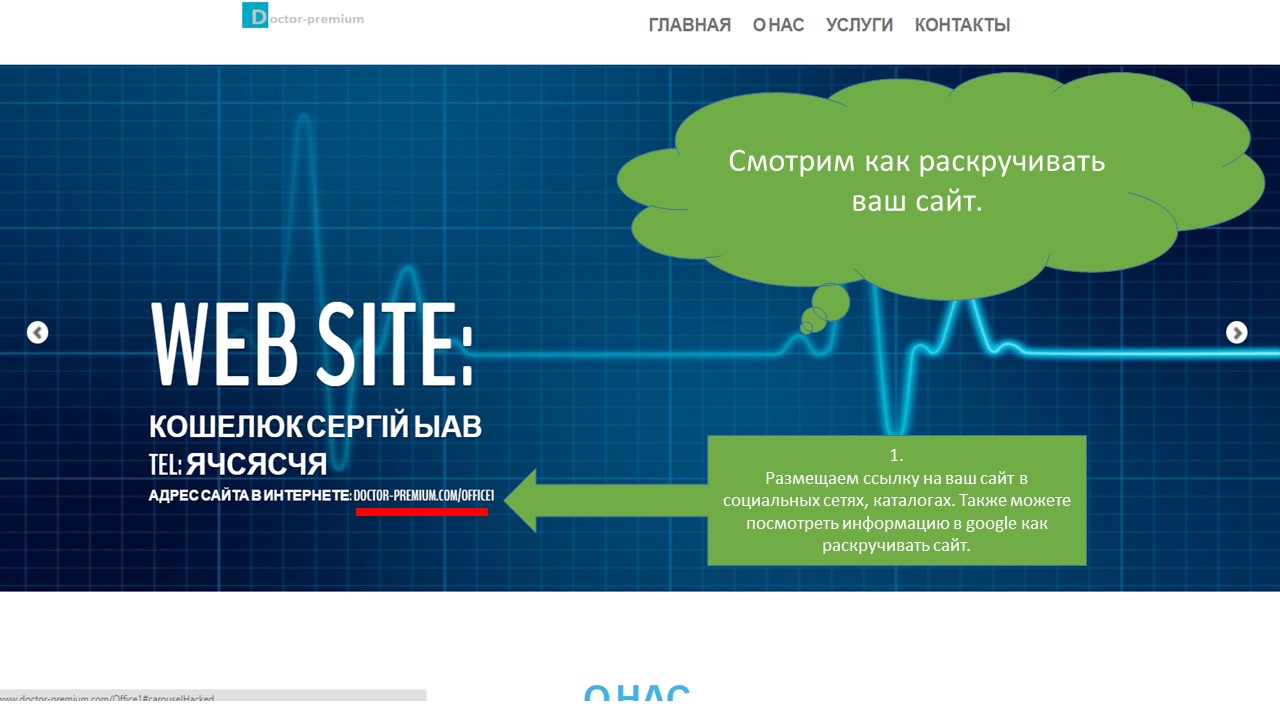 Doctor-premium
ГЛАВНАЯ О НАС УСЛУГИ КОНТАКТЫ
Смотрим как раскручивать
ваш сайт.
WEB SITE:
КОШЕЛЮК СЕРГІЙ ЫАВ
TEL: ЯЧСЯСЧЯ
АДРЕС САЙТА В ИНТЕРНЕТЕ: DOCTOR-PREMIUM.COM/OFFICE1
1.
Размещаем ссылку на ваш сайт в
социальных сетях, каталогах. Также можете
посмотреть информацию в google как
раскручивать сайт.
О НАС
www.doctor-premium.com/Office1#carouselHacked